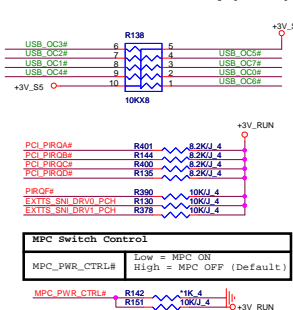 R138
+3V_S
USB_OC3# 6 5
USB_OC2# 7 4 USB_OC5#
USB_OC1# 8 3 USB_OC7#
USB_OC4# 9 2 USB_OC0#
+3V_S5 10 1 USB_OC6#
10KX8
+3V_RUN
PCI_PIRQA# R401 8.2K/J_4
PCI_PIRQB# R144 8.2K/J_4
PCI_PIRQC# R400 8.2K/J_4
PCI_PIRQD# R135 8.2K/J_4
PIRQF# R390 10K/J_4
EXTTS_SNI_DRV0_PCH R130 10K/J_4
EXTTS_SNI_DRV1_PCH R378 10K/J_4
MPC Switch Control
MPC_PWR_CTRL# Low = MPC ON
High = MPC OFF (Default)
MPC_PWR_CTRL# R142 *1K_4
R151 10K/J_4 +3V_RUN